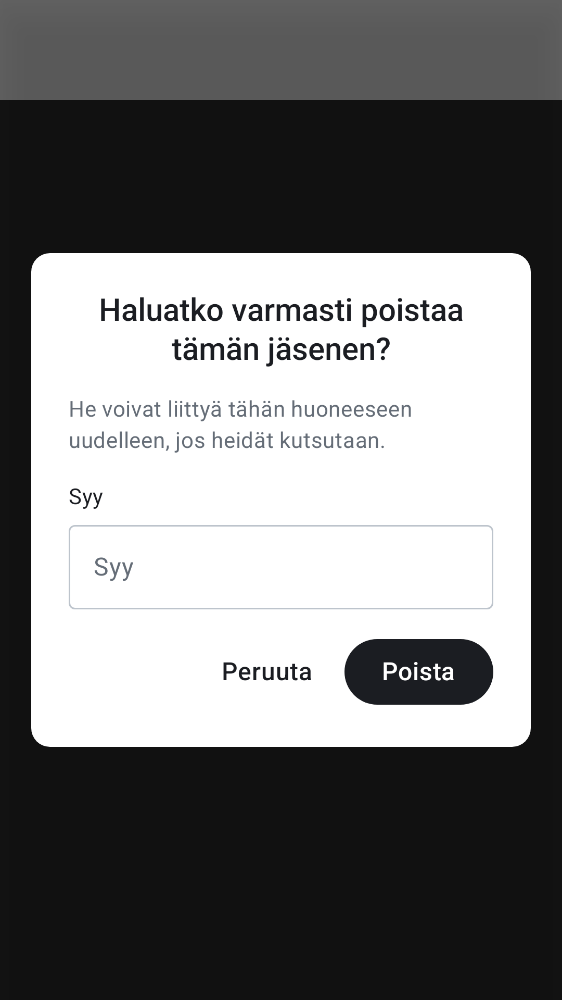 Haluatko varmasti poistaa
tämän jäsenen?
He voivat liittyä tähän huoneeseen
uudelleen, jos heidät kutsutaan.
Syy
Syy
Peruuta
Poista